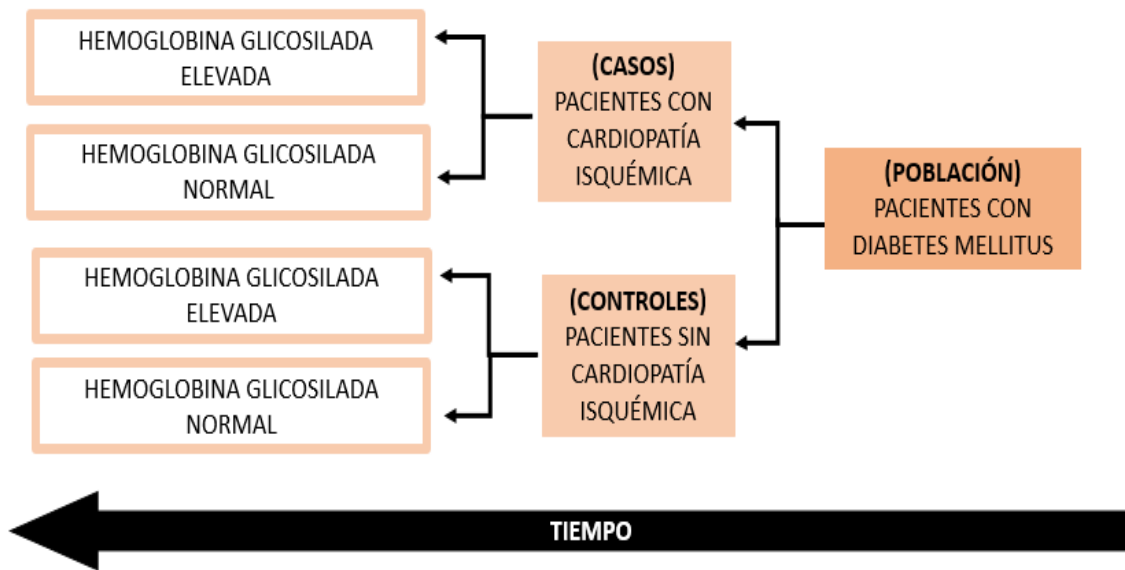 HEMOGLOBINA GLICOSILADA
ELEVADA
HEMOGLOBINA GLICOSILADA
NORMAL
HEMOGLOBINA GLICOSILADA
ELEVADA
HEMOGLOBINA GLICOSILADA
NORMAL
(CASOS)
PACIENTES CON
CARDIOPATÍA
ISQUÉMICA
(CONTROLES)
PACIENTES SIN
CARDIOPATÍA
ISQUÉMICA
(POBLACIÓN)
PACIENTES CON
DIABETES MELLITUS
TIEMPO